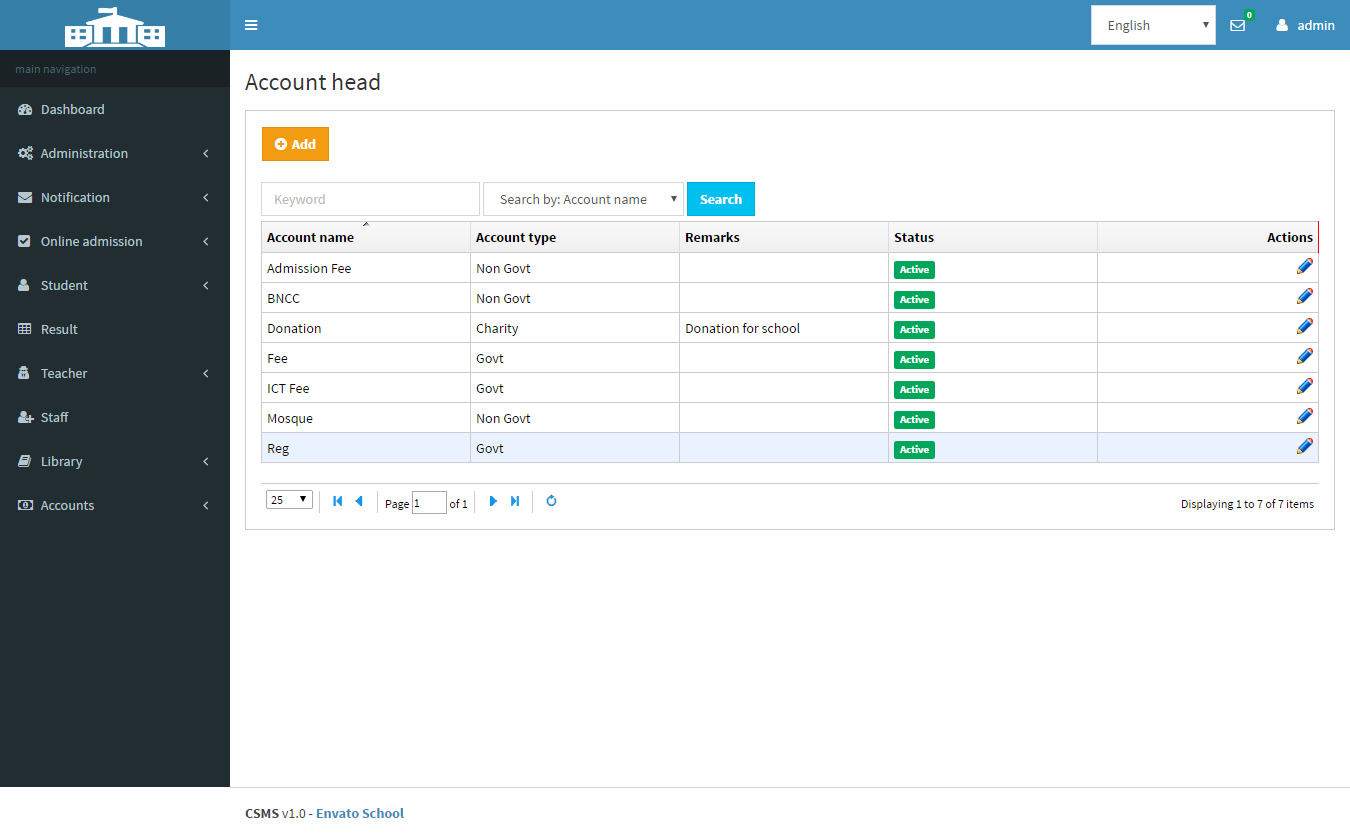 English
0
admin
main navigation
Dashboard
Administration
Notification
Online admission
Student
Result
Teacher
Staff
Library
Accounts
Account head
Add
Keyword
Search by: Account name
Search
Account name Account type Remarks Status Actions
Admission Fee Non Govt Active
BNCC Non Govt Active
Donation Charity Donation for school Active
Fee Govt Active
ICT Fee Govt Active
Mosque Non Govt Active
Reg Govt Active
25 Page 1 of 1 Displaying 1 to 7 of 7 items
CSMS v1.0 - Envato School